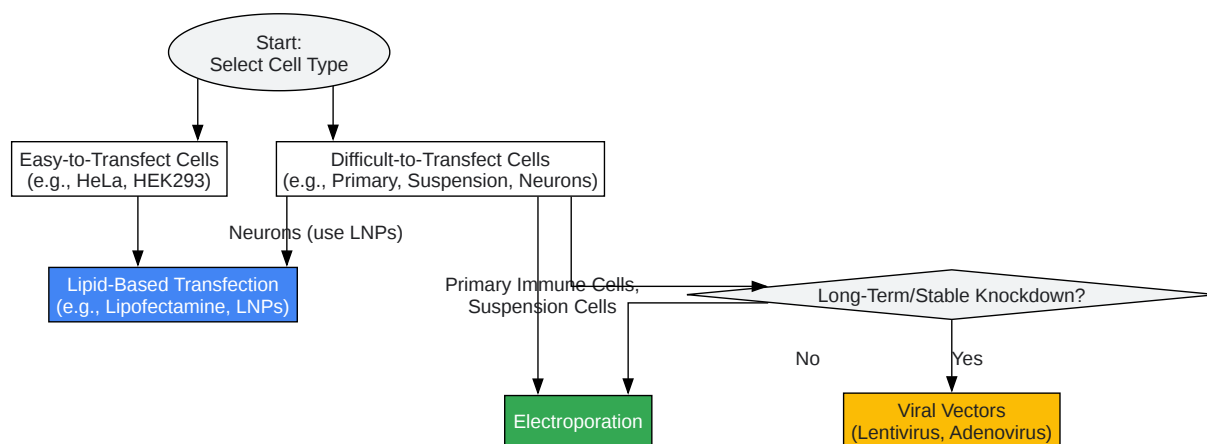 Start:
Select Cell Type
Easy-to-Transfect Cells
(e.g., HeLa, HEK293)
Difficult-to-Transfect Cells
(e.g., Primary, Suspension, Neurons)
Neurons (use LNPs)
Lipid-Based Transfection
(e.g., Lipofectamine, LNPs)
Primary Immune Cells,
Suspension Cells
Long-Term/Stable Knockdown?
No
Yes
Electroporation
Viral Vectors
(Lentivirus, Adenovirus)